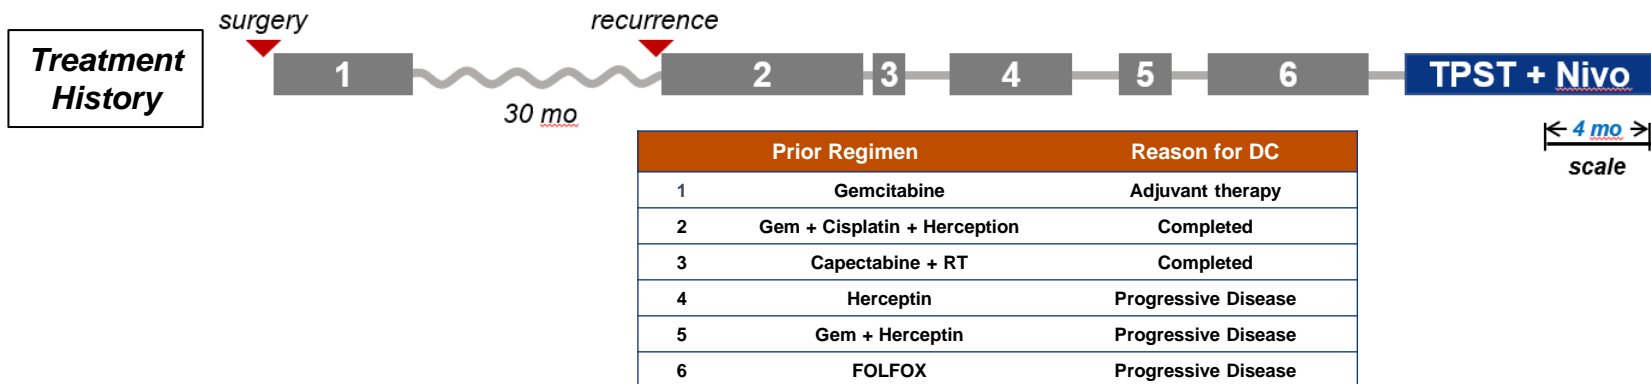 surgery
recurrence
Treatment
History
1
2
3
4
5
6
TPST + Nivo
30 mo
4 mo
scale
Prior Regimen Reason for DC
1 Gemcitabine Adjuvant therapy
2 Gem + Cisplatin + Herception Completed
3 Capectabine + RT Completed
4 Herceptin Progressive Disease
5 Gem + Herceptin Progressive Disease
6 FOLFOX Progressive Disease